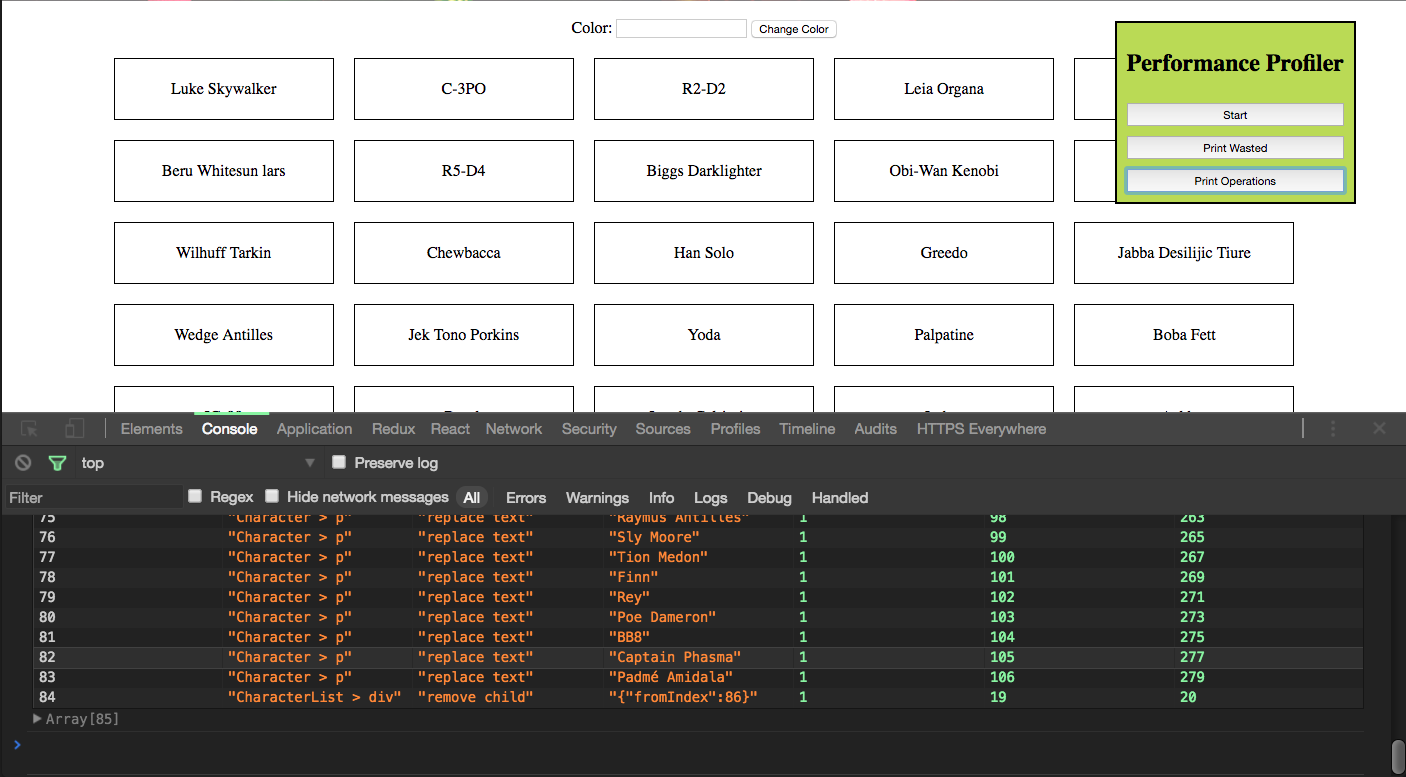 Color: Change Color
Performance Profiler
Start
Print Wasted
Print Operations
Luke Skywalker C-3PO R2-D2 Leia Organa
Beru Whitesun lars R5-D4 Biggs Darklighter Obi-Wan Kenobi
Wilhuff Tarkin Chewbacca Han Solo Greedo Jabba Desilijic Tiure
Wedge Antilles Jek Tono Porkins Yoda Palpatine Boba Fett
Elements Console Application Redux React Network Security Sources Profiles Timeline Audits HTTPS Everywhere
top Preserve log
Filter Regex Hide network messages All Errors Warnings Info Logs Debug Handled
75 "Character > p" "replace text" "Raymus Antilles" 1 98 263
76 "Character > p" "replace text" "Sly Moore" 1 99 265
77 "Character > p" "replace text" "Tion Medon" 1 100 267
78 "Character > p" "replace text" "Finn" 1 101 269
79 "Character > p" "replace text" "Rey" 1 102 271
80 "Character > p" "replace text" "Poe Dameron" 1 103 273
81 "Character > p" "replace text" "BB8" 1 104 275
82 "Character > p" "replace text" "Captain Phasma" 1 105 277
83 "Character > p" "replace text" "Padmé Amidala" 1 106 279
84 "CharacterList > div" "remove child" "{"fromIndex":86}" 1 19 20
Array[85]